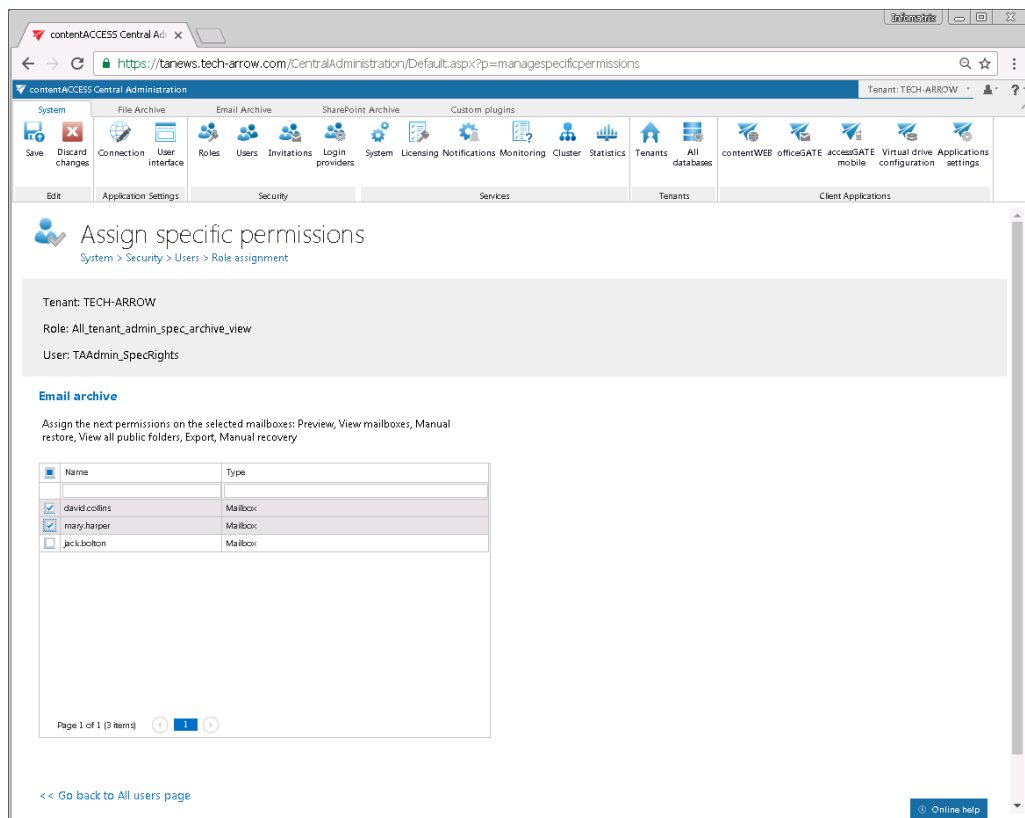 Infomatrix
contentACCESS Central Ad
https://tanews.tech-arrow.com/CentralAdministration/Default.aspx?p=managespecificpermissions
contentACCESS Central Administration
Tenant: TECH-ARROW
?
System File Archive Email Archive SharePoint Archive Custom plugins
Save Discard changes Connection User interface Roles Users Invitations Login providers System Licensing Notifications Monitoring Cluster Statistics Tenants All databases contentWEB officeGATE accessGATE mobile Virtual drive configuration Applications settings
Edit Application Settings Security Services Tenants Client Applications
Assign specific permissions
System > Security > Users > Role assignment
Tenant: TECH-ARROW
Role: All_tenant_admin_spec_archive_view
User: TAAdmin_SpecRights
Email archive
Assign the next permissions on the selected mailboxes: Preview, View mailboxes, Manual
restore, View all public folders, Export, Manual recovery
Name Type
david.collins Mailbox
mary.harper Mailbox
jack.bolton Mailbox
Page 1 of 1 (3 items) 1
<< Go back to All users page
Online help